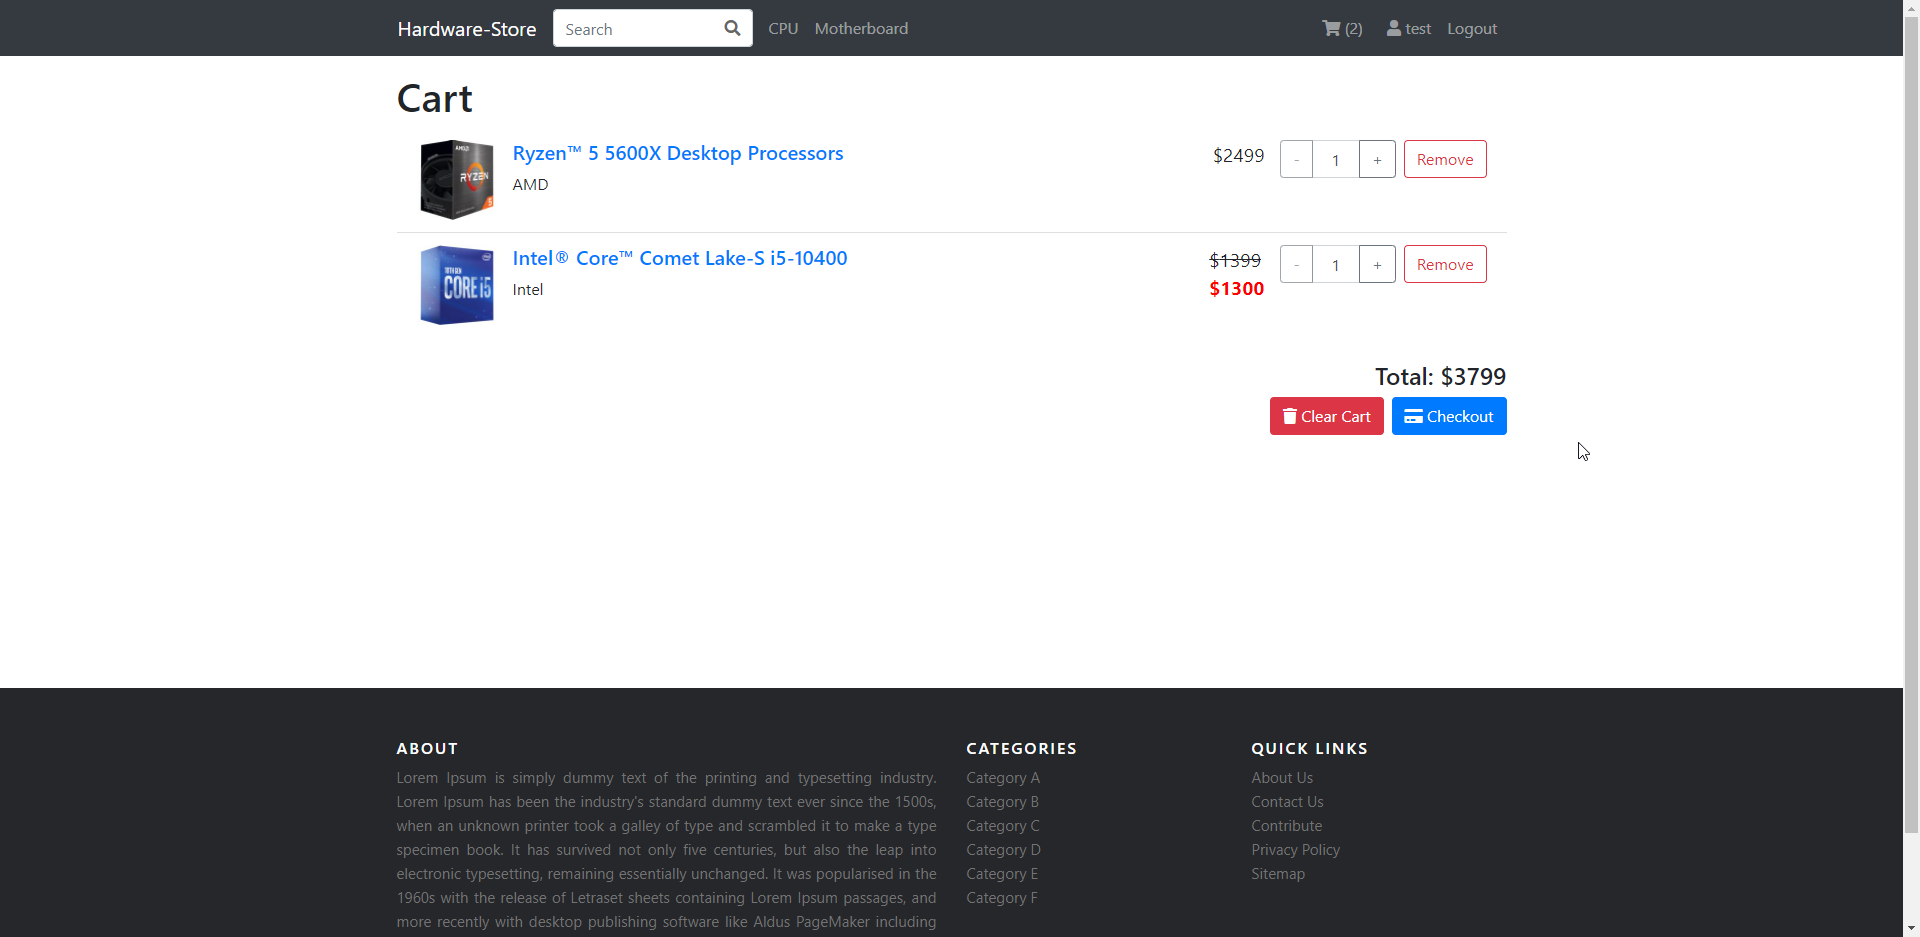 Hardware-Store Search CPU Motherboard (2) test Logout
Cart
AMD
RYZEN
5
Ryzen™ 5 5600X Desktop Processors
AMD
$2499 - 1 + Remove
10TH GEN
CORE i5
Intel® Core™ Comet Lake-S i5-10400
Intel
$1399 - 1 + Remove
$1300
Total: $3799
Clear Cart Checkout
ABOUT
Lorem Ipsum is simply dummy text of the printing and typesetting industry.
Lorem Ipsum has been the industry's standard dummy text ever since the 1500s,
when an unknown printer took a galley of type and scrambled it to make a type
specimen book. It has survived not only five centuries, but also the leap into
electronic typesetting, remaining essentially unchanged. It was popularised in the
1960s with the release of Letraset sheets containing Lorem Ipsum passages, and
more recently with desktop publishing software like Aldus PageMaker including
CATEGORIES
Category A
Category B
Category C
Category D
Category E
Category F
QUICK LINKS
About Us
Contact Us
Contribute
Privacy Policy
Sitemap